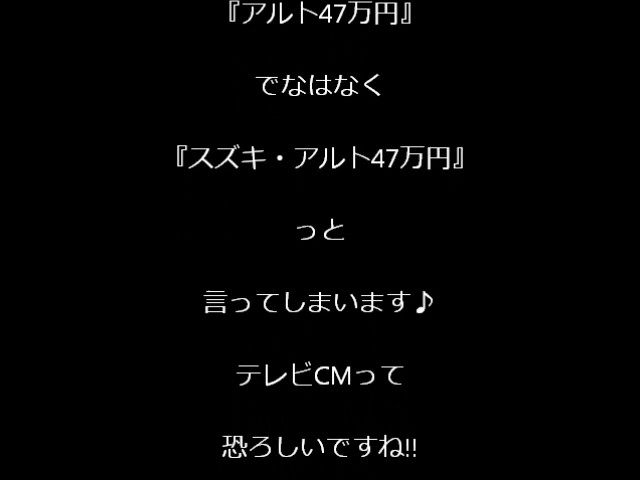 『アルト47万円』
でなはなく
『スズキ・アルト47万円』
っと
言ってしまいます♪
テレビCMって
恐ろしいですね!!